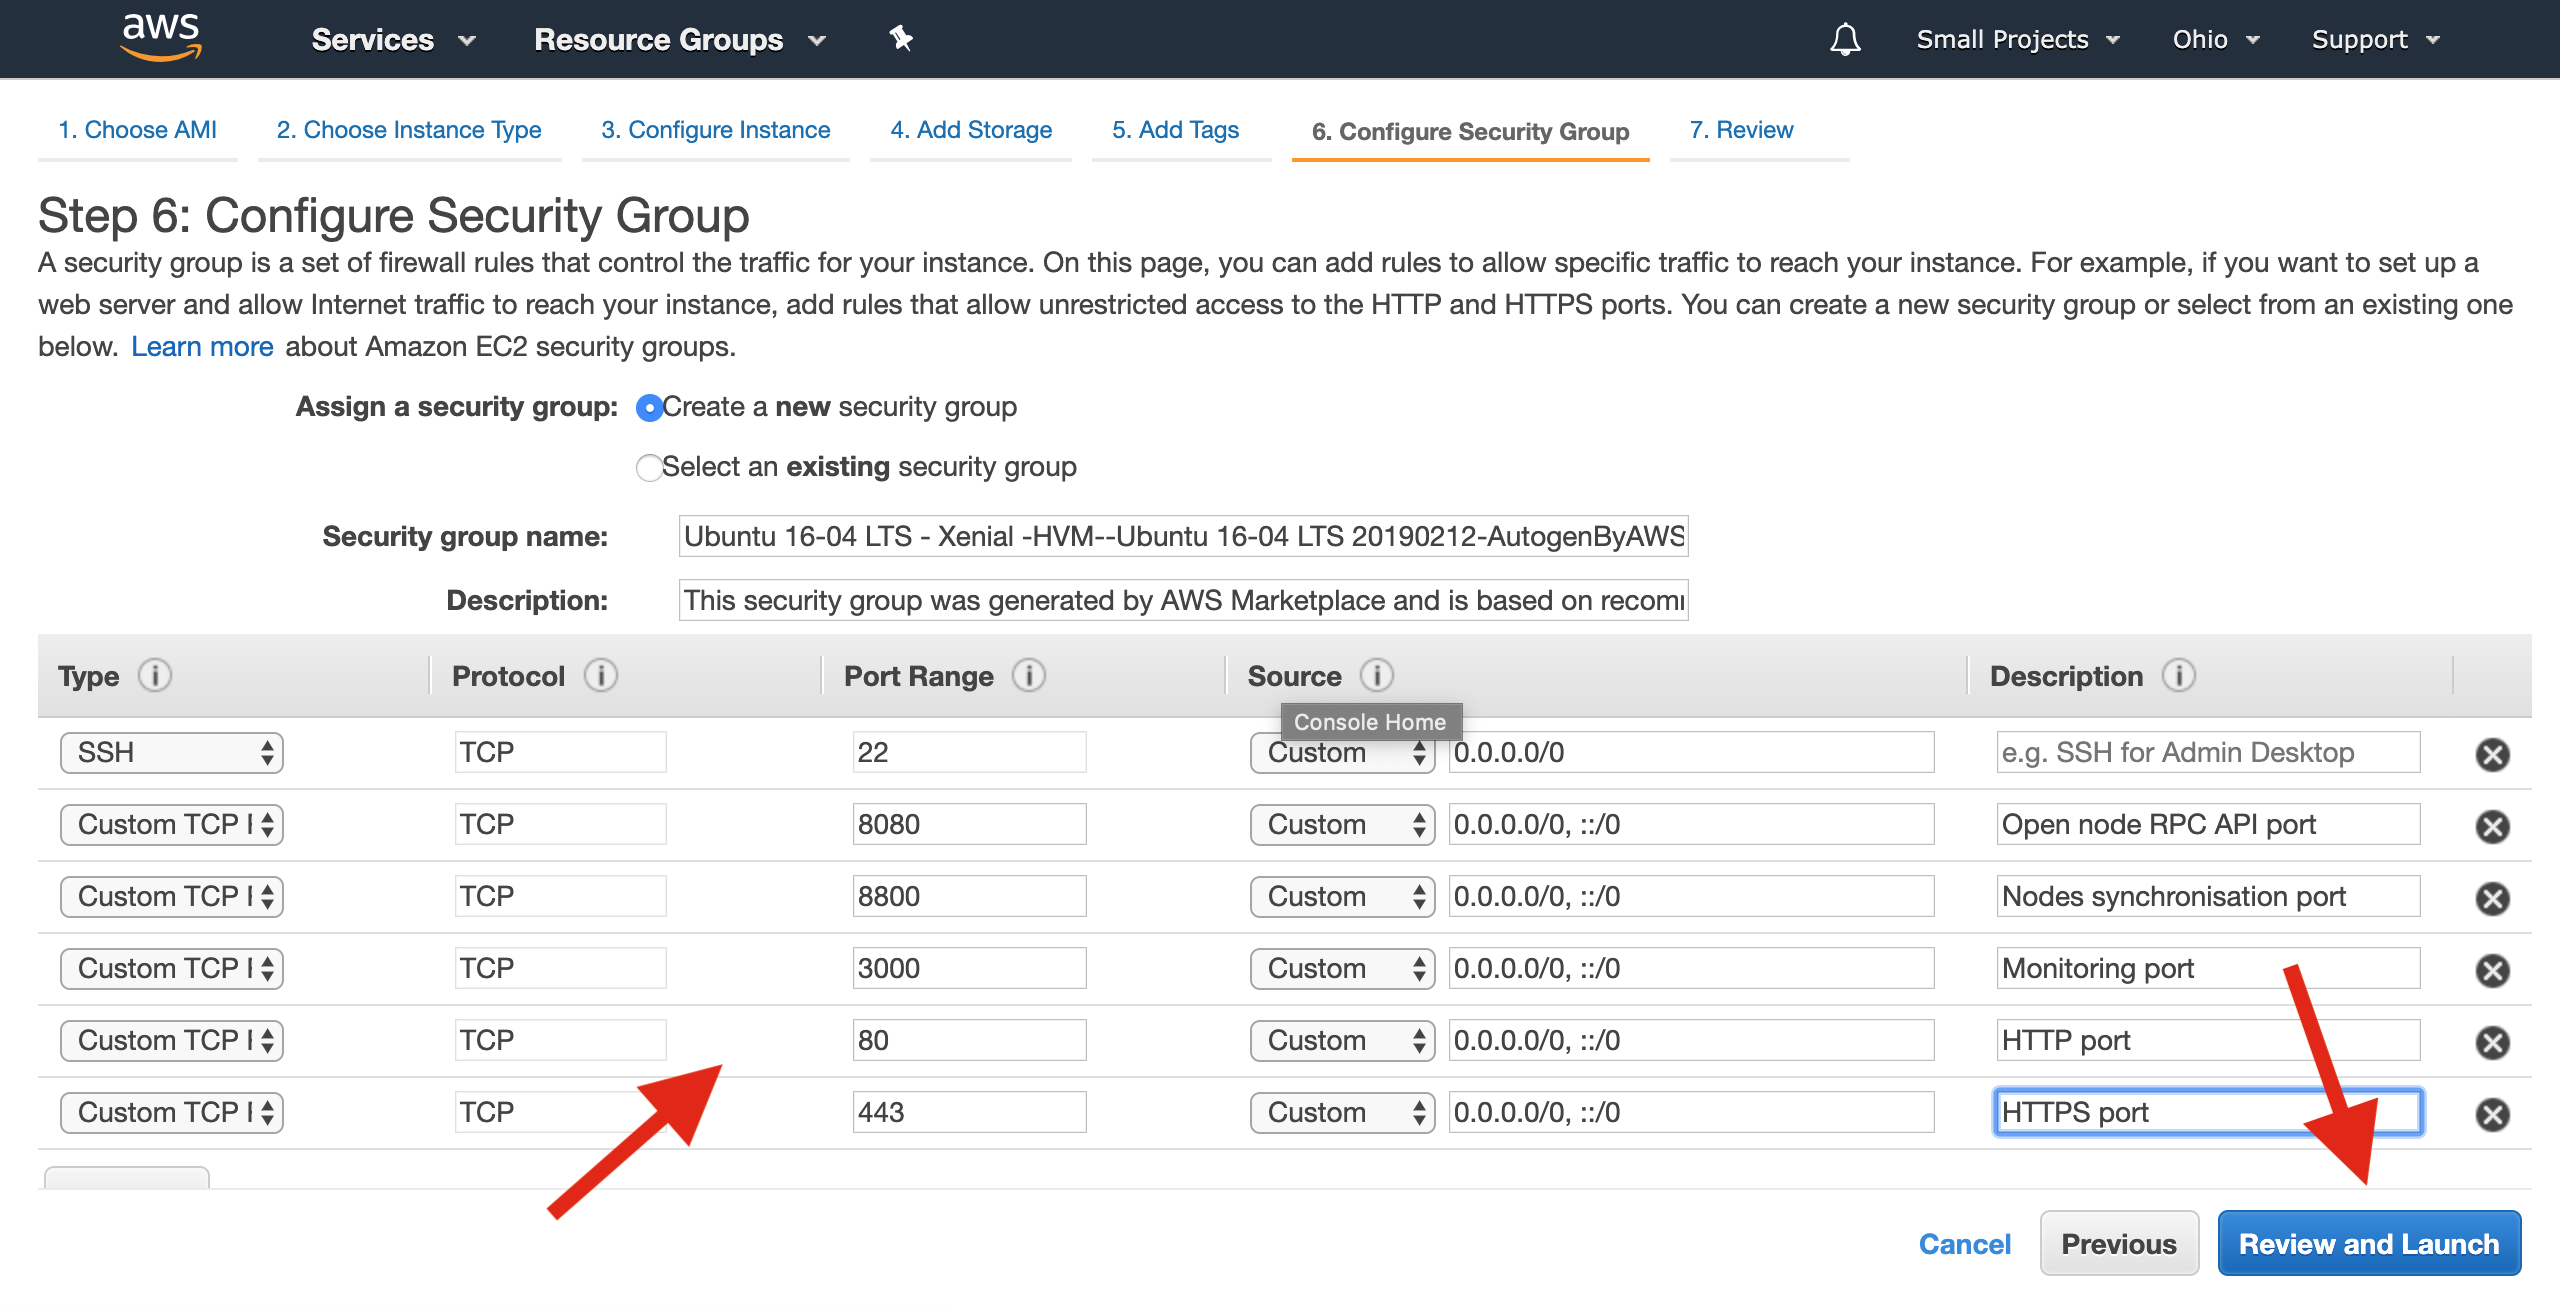 aws Services Resource Groups Small Projects Ohio Support
1. Choose AMI 2. Choose Instance Type 3. Configure Instance 4. Add Storage 5. Add Tags 6. Configure Security Group 7. Review
Step 6: Configure Security Group
A security group is a set of firewall rules that control the traffic for your instance. On this page, you can add rules to allow specific traffic to reach your instance. For example, if you want to set up a
web server and allow Internet traffic to reach your instance, add rules that allow unrestricted access to the HTTP and HTTPS ports. You can create a new security group or select from an existing one
below. Learn more about Amazon EC2 security groups.
Assign a security group: Create a new security group
Select an existing security group
Security group name: Ubuntu 16-04 LTS - Xenial -HVM--Ubuntu 16-04 LTS 20190212-AutogenByAWS
Description: This security group was generated by AWS Marketplace and is based on recom
Type Protocol Port Range Source Description
Console Home
SSH TCP 22 Custom 0.0.0.0/0 e.g. SSH for Admin Desktop
Custom TCP TCP 8080 Custom 0.0.0.0/0, ::/0 Open node RPC API port
Custom TCP TCP 8800 Custom 0.0.0.0/0, ::/0 Nodes synchronisation port
Custom TCP TCP 3000 Custom 0.0.0.0/0, ::/0 Monitoring port
Custom TCP TCP 80 Custom 0.0.0.0/0, ::/0 HTTP port
Custom TCP TCP 443 Custom 0.0.0.0/0, ::/0 HTTPS port
Cancel Previous Review and Launch